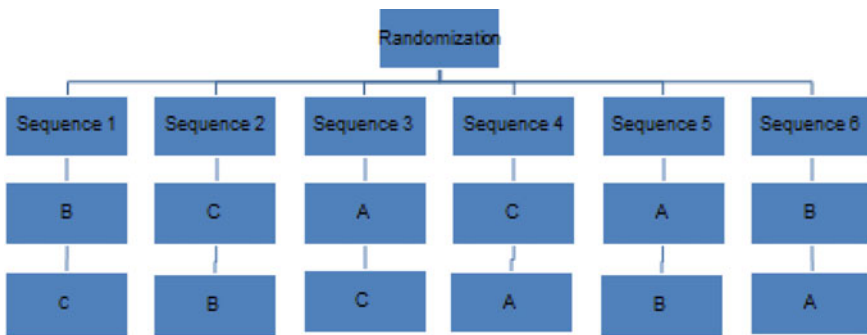 Randomization
Sequence 1 Sequence 2 Sequence 3 Sequence 4 Sequence 5 Sequence 6
B C A C A B
C B C A B A